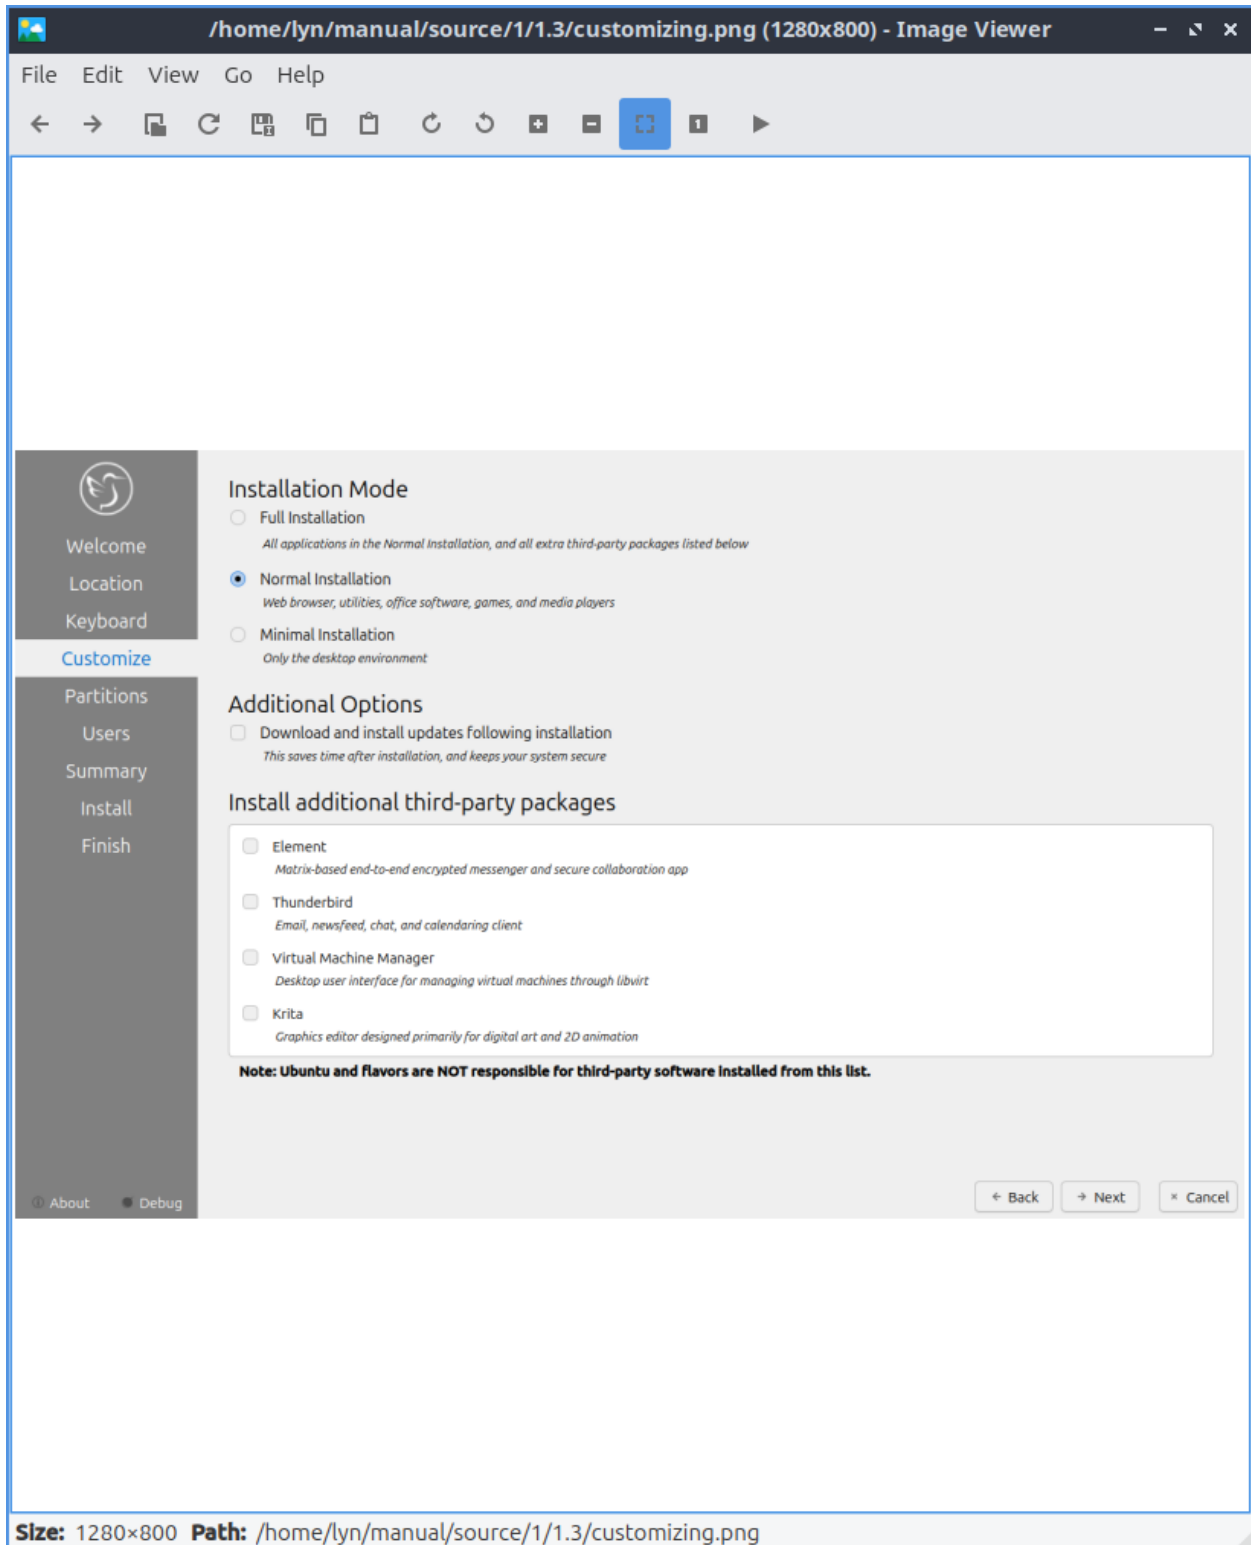 /home/lyn/manual/source/1/1.3/customizing.png (1280x800) - Image Viewer
File Edit View Go Help
1
Welcome
Location
Keyboard
Customize
Partitions
Users
Summary
Install
Finish
About Debug
Installation Mode
Full Installation
All applications in the Normal Installation, and all extra third-party packages listed below
Normal Installation
Web browser, utilities, office software, games, and media players
Minimal Installation
Only the desktop environment
Additional Options
Download and install updates following installation
This saves time after installation, and keeps your system secure
Install additional third-party packages
Element
Matrix-based end-to-end encrypted messenger and secure collaboration app
Thunderbird
Email, newsfeed, chat, and calendaring client
Virtual Machine Manager
Desktop user interface for managing virtual machines through libvirt
Krita
Graphics editor designed primarily for digital art and 2D animation
Note: Ubuntu and flavors are NOT responsible for third-party software installed from this list.
Back Next Cancel
Size: 1280×800 Path: /home/lyn/manual/source/1/1.3/customizing.png